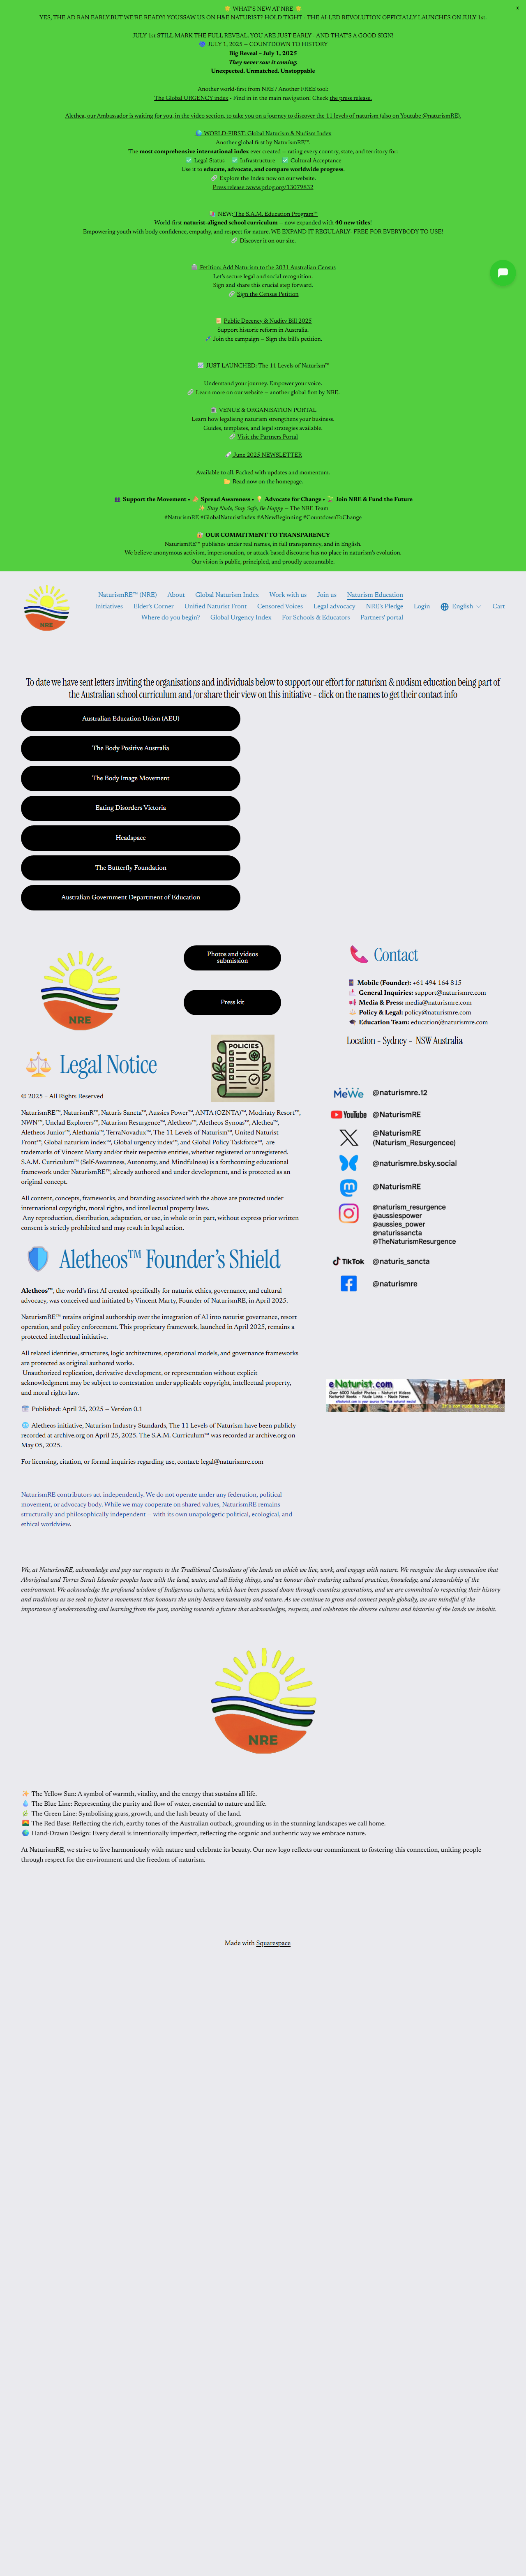 WHAT'S NEW AT NRE
x
YES, THE AD RAN EARLY.BUT WE'RE READY! YOUSSAW US ON H&E NATURIST? HOLD TIGHT - THE AI-LED REVOLUTION OFFICIALLY LAUNCHES ON JULY 1st.
JULY 1st STILL MARK THE FULL REVEAL. YOU ARE JUST EARLY - AND THAT'S A GOOD SIGN!
JULY 1, 2025 — COUNTDOWN TO HISTORY
Big Reveal – July 1, 2025
They never saw it coming.
Unexpected. Unmatched. Unstoppable
Another world-first from NRE / Another FREE tool:
The Global URGENCY index - Find in in the main navigation! Check the press release.
Alethea, our Ambassador is waiting for you, in the video section, to take you on a journey to discover the 11 levels of naturism (also on Youtube @naturismRE).
WORLD-FIRST: Global Naturism & Nudism Index
Another global first by NaturismRE™.
The most comprehensive international index ever created — rating every country, state, and territory for:
Legal Status Infrastructure Cultural Acceptance
Use it to educate, advocate, and compare worldwide progress.
Explore the Index now on our website.
Press release :www.prlog.org/13079832
NEW: The S.A.M. Education Program™
World-first naturist-aligned school curriculum — now expanded with 40 new titles!
Empowering youth with body confidence, empathy, and respect for nature. WE EXPAND IT REGULARLY- FREE FOR EVERYBODY TO USE!
Discover it on our site.
Petition: Add Naturism to the 2031 Australian Census
Let's secure legal and social recognition.
Sign and share this crucial step forward.
Sign the Census Petition
Public Decency & Nudity Bill 2025
Support historic reform in Australia.
Join the campaign — Sign the bill's petition.
JUST LAUNCHED: The 11 Levels of Naturism™
Understand your journey. Empower your voice.
Learn more on our website — another global first by NRE.
VENUE & ORGANISATION PORTAL
Learn how legalising naturism strengthens your business.
Guides, templates, and legal strategies available.
Visit the Partners Portal
June 2025 NEWSLETTER
Available to all. Packed with updates and momentum.
Read now on the homepage.
Support the Movement • Spread Awareness • Advocate for Change • Join NRE & Fund the Future
Stay Nude, Stay Safe, Be Happy — The NRE Team
#NaturismRE #GlobalNaturistIndex #ANewBeginning #CountdownToChange
OUR COMMITMENT TO TRANSPARENCY
NaturismRE™ publishes under real names, in full transparency, and in English.
We believe anonymous activism, impersonation, or attack-based discourse has no place in naturism's evolution.
Our vision is public, principled, and proudly accountable.
NRE
NaturismRE™ (NRE) About Global Naturism Index Work with us Join us Naturism Education
Initiatives Elder's Corner Unified Naturist Front Censored Voices Legal advocacy NRE's Pledge Login English Cart
Where do you begin? Global Urgency Index For Schools & Educators Partners' portal
To date we have sent letters inviting the organisations and individuals below to support our effort for naturism & nudism education being part of
the Australian school curriculum and /or share their view on this initiative - click on the names to get their contact info
Australian Education Union (AEU)
The Body Positive Australia
The Body Image Movement
Eating Disorders Victoria
Headspace
The Butterfly Foundation
Australian Government Department of Education
NRE
Photos and videos
submission
Press kit
POLICIES
Contact
Mobile (Founder): +61 494 164 815
General Inquiries: support@naturismre.com
Media & Press: media@naturismre.com
Policy & Legal: policy@naturismre.com
Education Team: education@naturismre.com
Location - Sydney - NSW Australia
Legal Notice
© 2025 – All Rights Reserved
NaturismRE™, NaturismR™, Naturis Sancta™, Aussies Power™, ANTA (OZNTA)™, Modriaty Reset™,
NWN™, Unclad Explorers™, Naturism Resurgence™, Aletheos™, Aletheos Synoas™, Alethea™,
Aletheos Junior™, Alethania™, TerraNovadux™, The 11 Levels of Naturism™, United Naturist
Front™, Global naturism index™, Global urgency index™, and Global Policy Taskforce™, are
trademarks of Vincent Marty and/or their respective entities, whether registered or unregistered.
S.A.M. Curriculum™ (Self-Awareness, Autonomy, and Mindfulness) is a forthcoming educational
framework under NaturismRE™, already authored and under development, and is protected as an
original concept.
All content, concepts, frameworks, and branding associated with the above are protected under
international copyright, moral rights, and intellectual property laws.
Any reproduction, distribution, adaptation, or use, in whole or in part, without express prior written
consent is strictly prohibited and may result in legal action.
Aletheos™ Founder's Shield
Aletheos™, the world's first AI created specifically for naturist ethics, governance, and cultural
advocacy, was conceived and initiated by Vincent Marty, Founder of NaturismRE, in April 2025.
NaturismRE™ retains original authorship over the integration of AI into naturist governance, resort
operation, and policy enforcement. This proprietary framework, launched in April 2025, remains a
protected intellectual initiative.
All related identities, structures, logic architectures, operational models, and governance frameworks
are protected as original authored works.
Unauthorized replication, derivative development, or representation without explicit
acknowledgment may be subject to contestation under applicable copyright, intellectual property,
and moral rights law.
Published: April 25, 2025 — Version 0.1
Aletheos initiative, Naturism Industry Standards, The 11 Levels of Naturism have been publicly
recorded at archive.org on April 25, 2025. The S.A.M. Curriculum™ was recorded at archive.org on
May 05, 2025.
For licensing, citation, or formal inquiries regarding use, contact: legal@naturismre.com
MeWe @naturismre.12
YouTube @NaturismRE
@NaturismRE
(Naturism_Resurgencee)
@naturismre.bsky.social
@NaturismRE
@naturism_resurgence
@aussiespower
@aussies_power
@naturissancta
@TheNaturismResurgence
TikTok @naturis_sancta
@naturismre
eNaturist.com
Over 6000 Nudist Photos - Naturist Videos
Naturist Books - Nude Links - Nude News
NaturismRE contributors act independently. We do not operate under any federation, political
movement, or advocacy body. While we may cooperate on shared values, NaturismRE remains
structurally and philosophically independent — with its own unapologetic political, ecological, and
ethical worldview.
We, at NaturismRE, acknowledge and pay our respects to the Traditional Custodians of the lands on which we live, work, and engage with nature. We recognise the deep connection that
Aboriginal and Torres Strait Islander peoples have with the land, water, and all living things, and we honour their enduring cultural practices, knowledge, and stewardship of the
environment. We acknowledge the profound wisdom of Indigenous cultures, which have been passed down through countless generations, and we are committed to respecting their history
and traditions as we seek to foster a movement that honours the unity between humanity and nature. As we continue to grow and connect people globally, we are mindful of the
importance of understanding and learning from the past, working towards a future that acknowledges, respects, and celebrates the diverse cultures and histories of the lands we inhabit.
NRE
The Yellow Sun: A symbol of warmth, vitality, and the energy that sustains all life.
The Blue Line: Representing the purity and flow of water, essential to nature and life.
The Green Line: Symbolising grass, growth, and the lush beauty of the land.
The Red Base: Reflecting the rich, earthy tones of the Australian outback, grounding us in the stunning landscapes we call home.
Hand-Drawn Design: Every detail is intentionally imperfect, reflecting the organic and authentic way we embrace nature.
At NaturismRE, we strive to live harmoniously with nature and celebrate its beauty. Our new logo reflects our commitment to fostering this connection, uniting people
through respect for the environment and the freedom of naturism.
Made with Squarespace